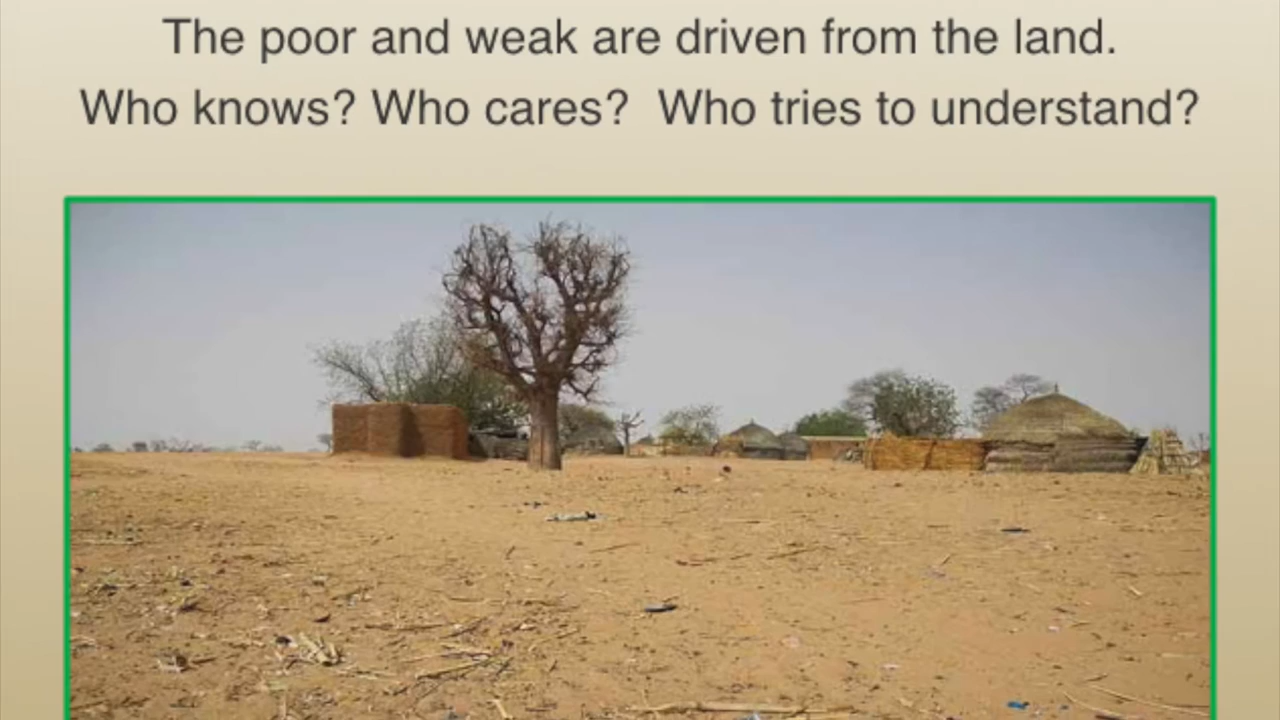 The poor and weak are driven from the land.
Who knows? Who cares?  Who tries to understand?